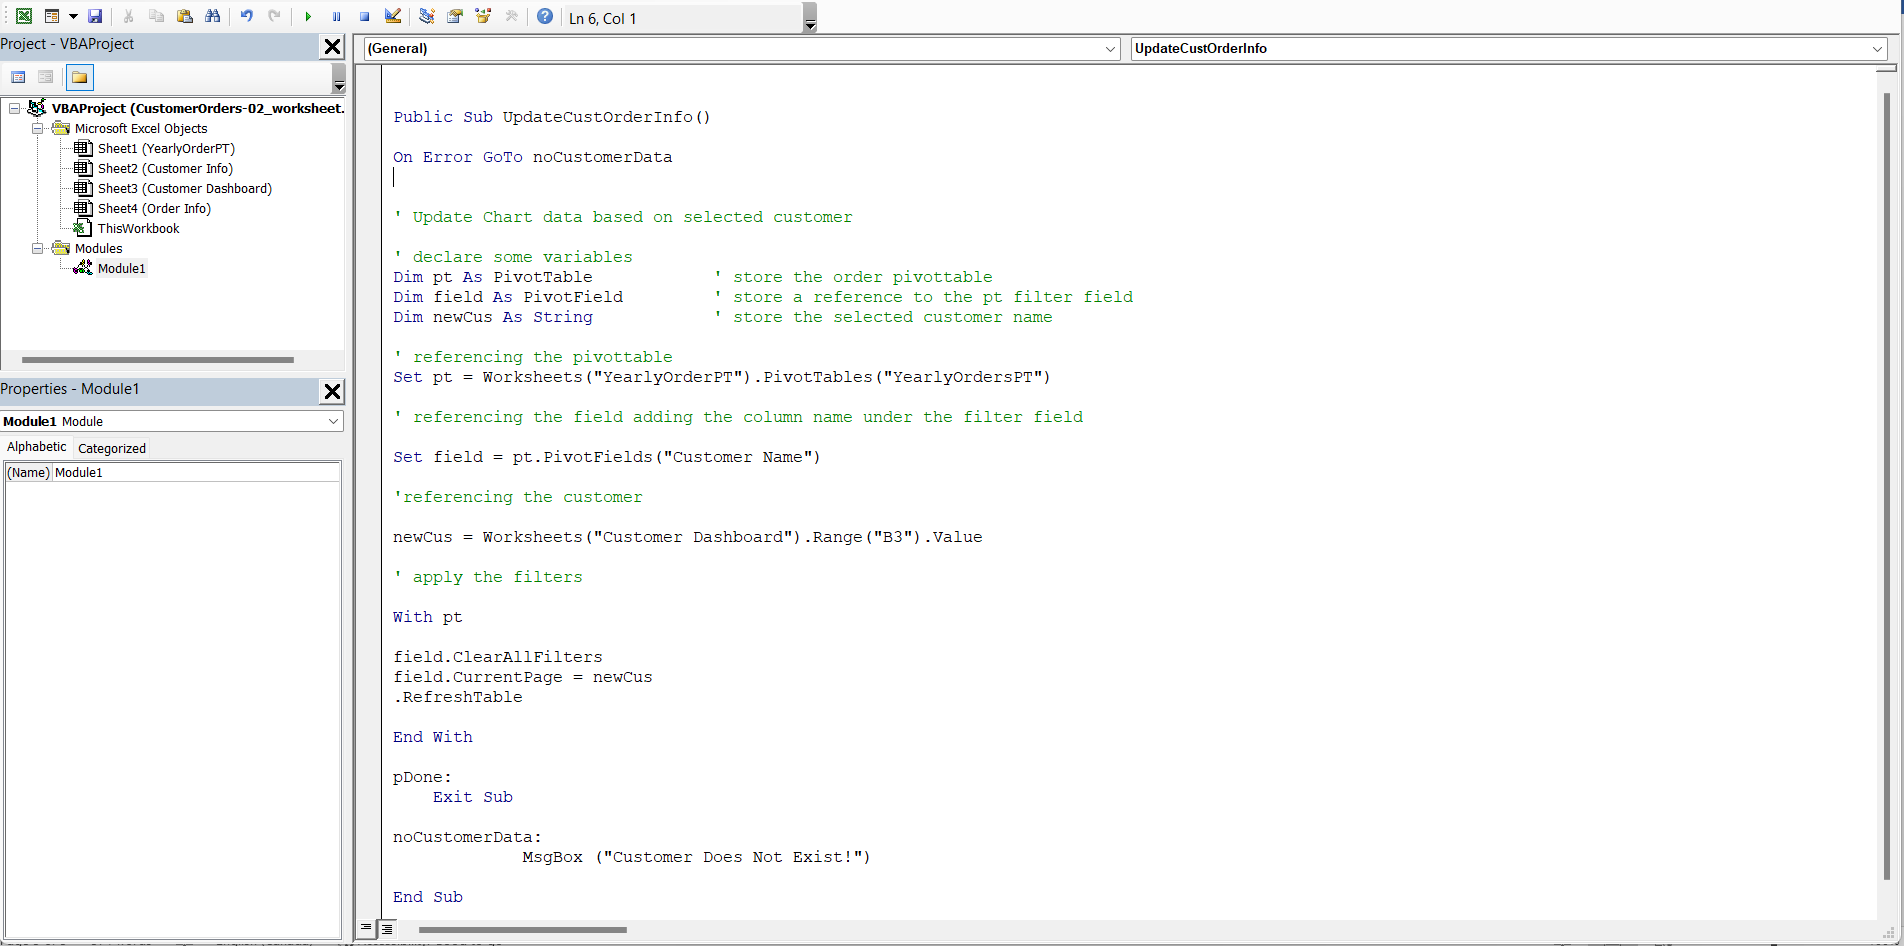 Ln 6, Col 1
Project - VBAProject
VBAProject (CustomerOrders-02_worksheet.
Microsoft Excel Objects
Sheet1 (YearlyOrderPT)
Sheet2 (Customer Info)
Sheet3 (Customer Dashboard)
Sheet4 (Order Info)
ThisWorkbook
Modules
Module1
Properties - Module1
Module1 Module
Alphabetic Categorized
(Name) Module1
(General) UpdateCustOrderInfo
Public Sub UpdateCustOrderInfo()
On Error GoTo noCustomerData
' Update Chart data based on selected customer
' declare some variables
Dim pt As PivotTable ' store the order pivottable
Dim field As PivotField ' store a reference to the pt filter field
Dim newCus As String ' store the selected customer name
' referencing the pivottable
Set pt = Worksheets("YearlyOrderPT").PivotTables("YearlyOrdersPT")
' referencing the field adding the column name under the filter field
Set field = pt.PivotFields("Customer Name")
'referencing the customer
newCus = Worksheets("Customer Dashboard").Range("B3").Value
' apply the filters
With pt
field.ClearAllFilters
field.CurrentPage = newCus
.RefreshTable
End With
pDone:
Exit Sub
noCustomerData:
MsgBox ("Customer Does Not Exist!")
End Sub